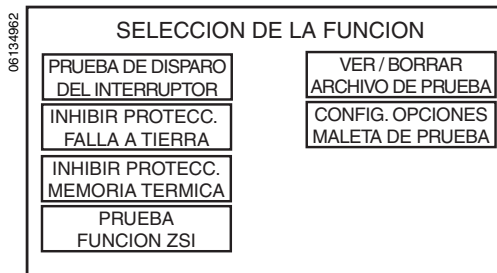 06134962
SELECCION DE LA FUNCION
PRUEBA DE DISPARO
DEL INTERRUPTOR
INHIBIR PROTECC.
FALLA A TIERRA
INHIBIR PROTECC.
MEMORIA TERMICA
PRUEBA
FUNCION ZSI
VER / BORRAR
ARCHIVO DE PRUEBA
CONFIG. OPCIONES
MALETA DE PRUEBA